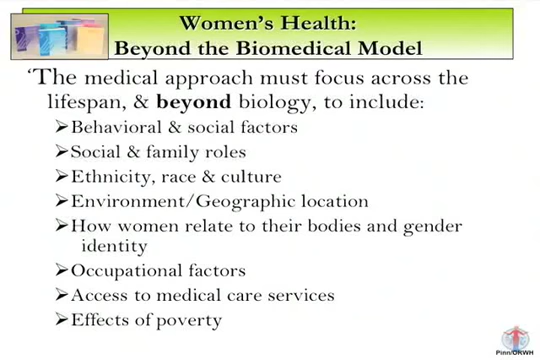 Women's Health:
Beyond the Biomedical Model
‘The medical approach must focus across the
lifespan, & beyond biology, to include:
➢Behavioral & social factors
➢Social & family roles
➢Ethnicity, race & culture
➢Environment/Geographic location
➢How women relate to their bodies and gender
identity
➢Occupational factors
➢Access to medical care services
➢Effects of poverty
Pinn/ORWH